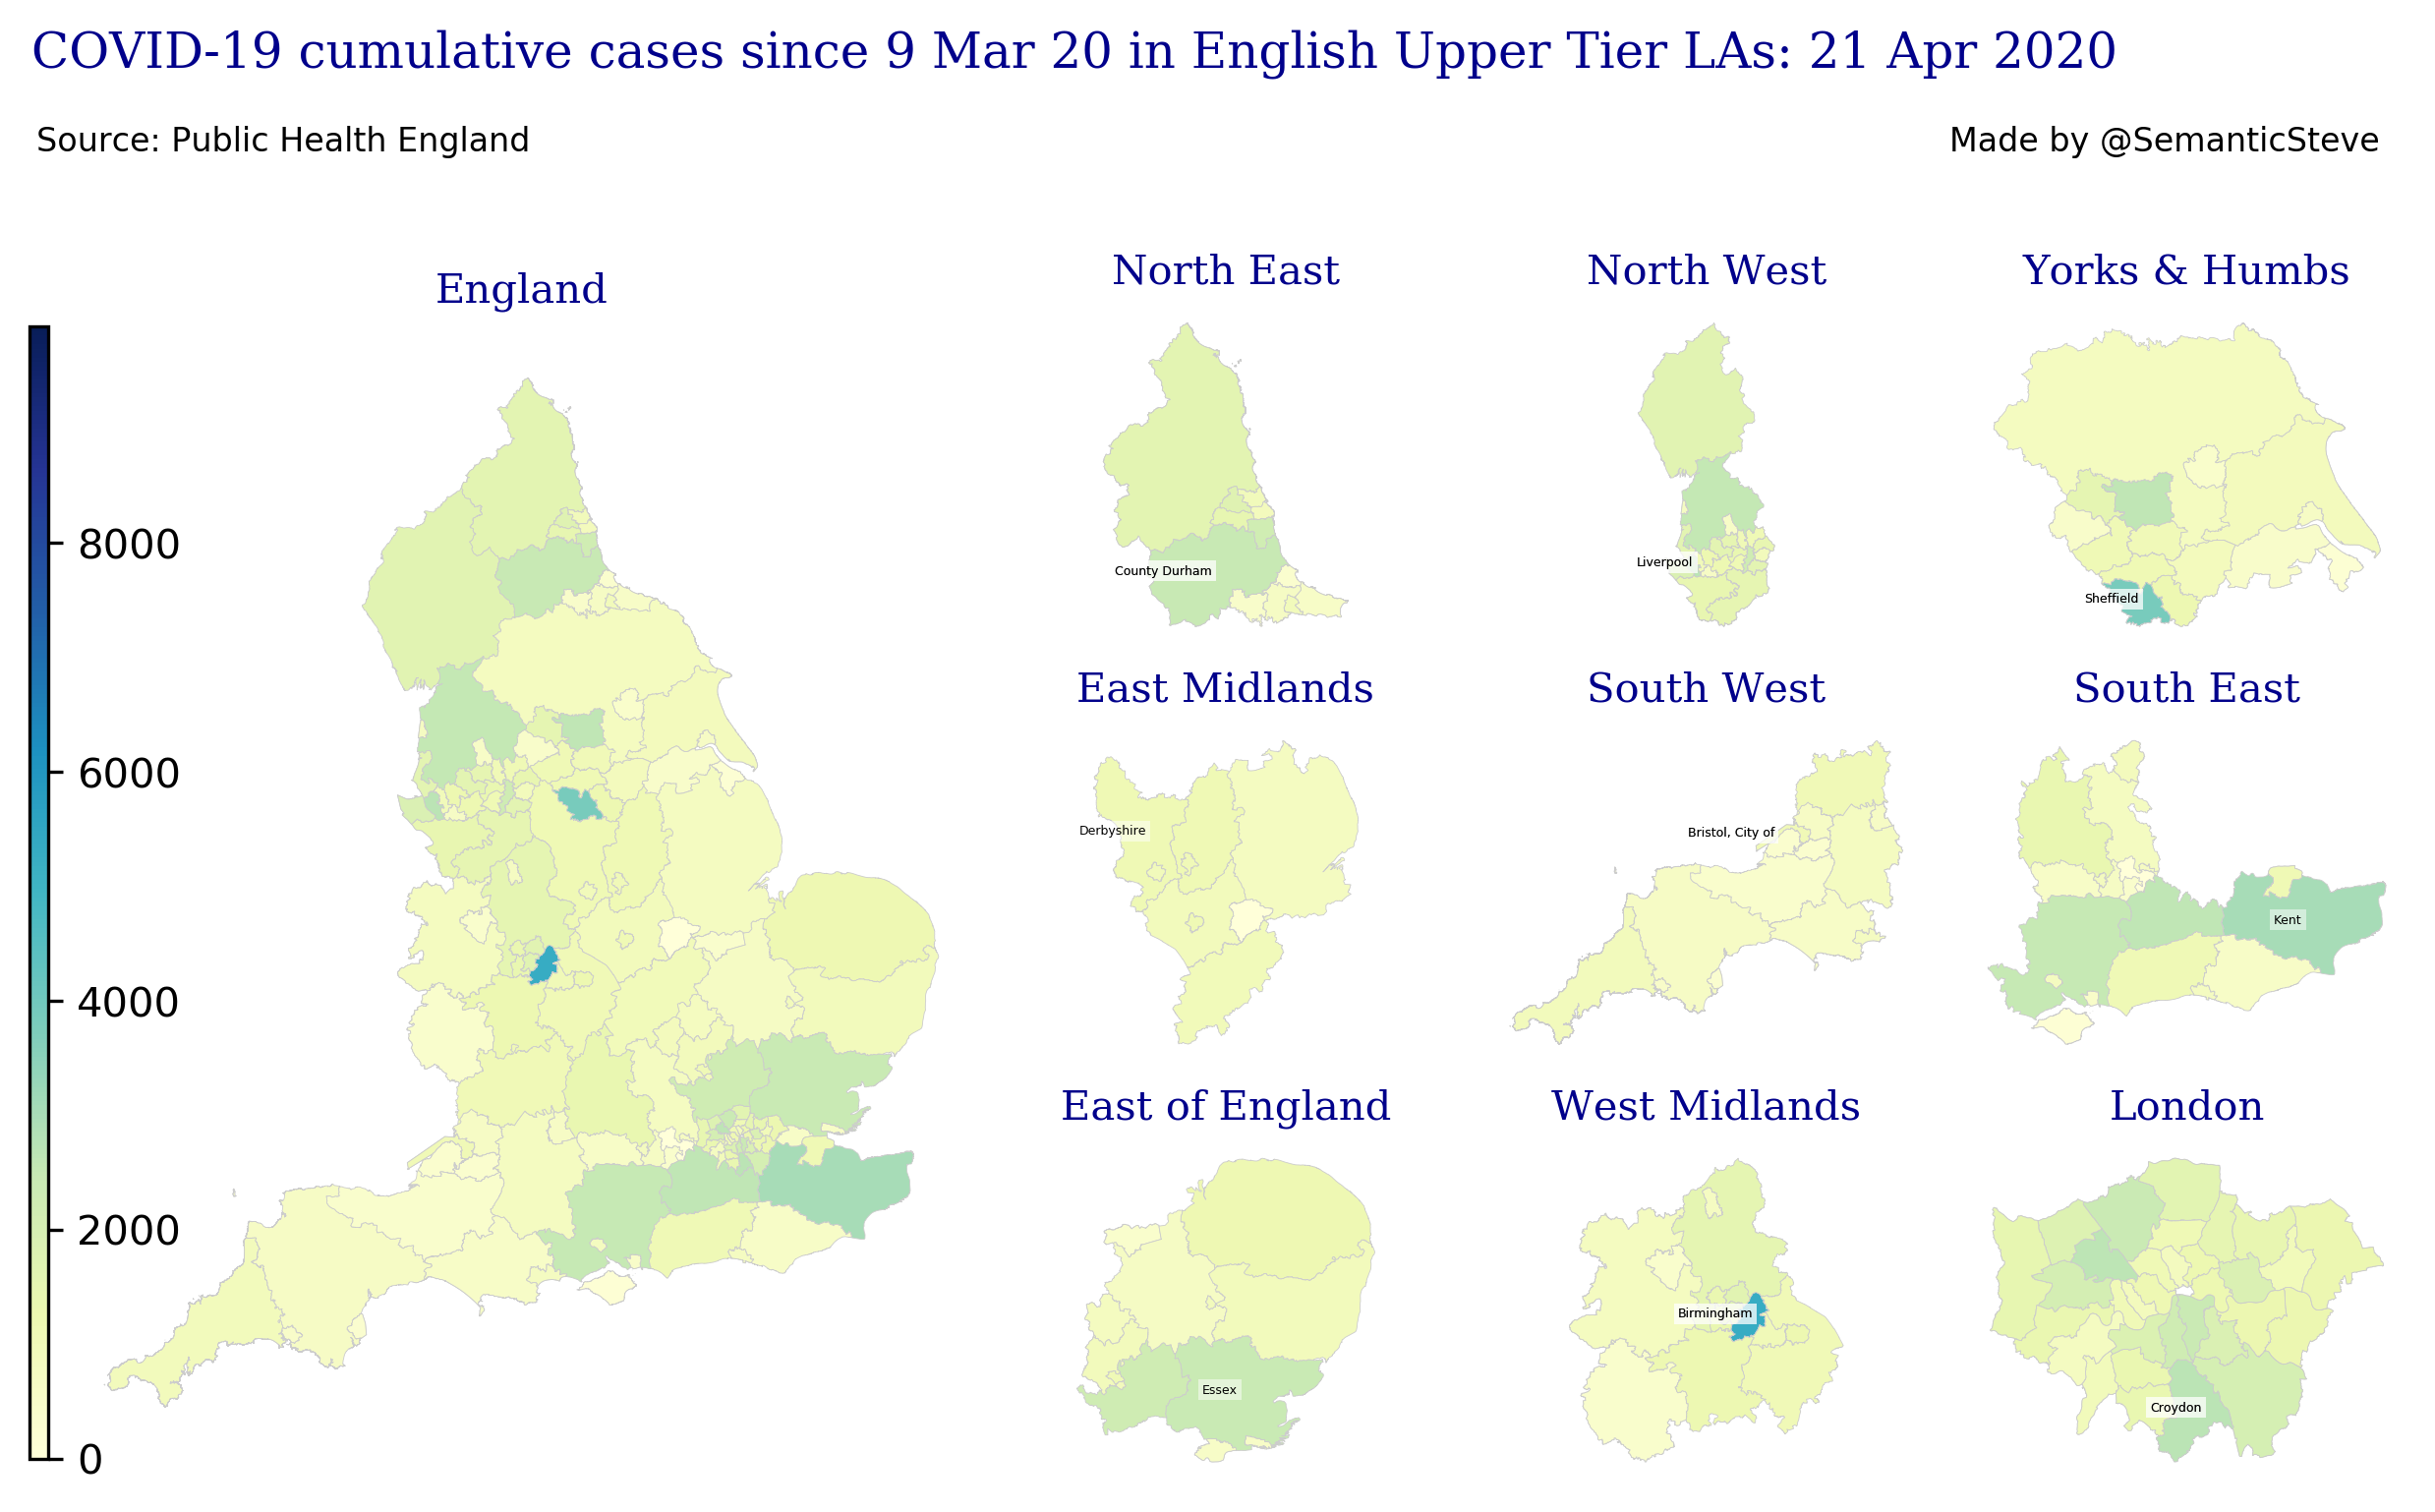 COVID-19 cumulative cases since 9 Mar 20 in English Upper Tier LAs: 21 Apr 2020
Source: Public Health England
Made by @SemanticSteve
England
8000
6000
4000
2000
0
North East
County Durham
North West
Liverpool
Yorks & Humbs
Sheffield
East Midlands
Derbyshire
South West
Bristol, City of
South East
Kent
East of England
Essex
West Midlands
Birmingham
London
Croydon